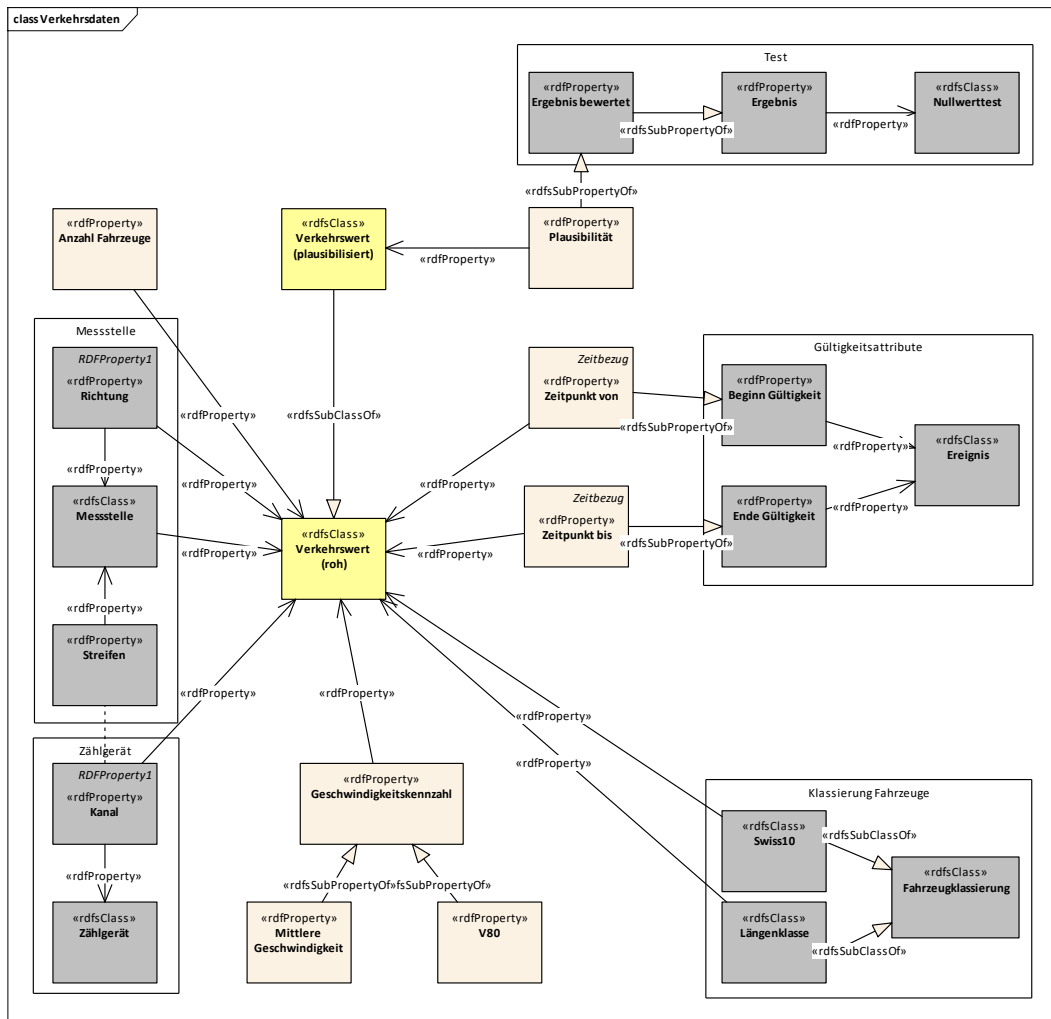 class Verkehrsdaten
Test
«rdfProperty»
Ergebnis bewertet
«rdfProperty»
Ergebnis
«rdfsClass»
Nullwerttest
«rdfsSubPropertyOf»
«rdfProperty»
«rdfsSubPropertyOf»
«rdfProperty»
Anzahl Fahrzeuge
«rdfsClass»
Verkehrswert
(plausibilisiert)
«rdfProperty»
Plausibilität
«rdfProperty»
Messstelle
RDFProperty1
«rdfProperty»
Richtung
«rdfProperty»
«rdfsSubClassOf»
Zeitbezug
«rdfProperty»
Zeitpunkt von
Gültigkeitsattribute
«rdfProperty»
Beginn Gültigkeit
«rdfsSubPropertyOf»
«rdfProperty»
«rdfsClass»
Ereignis
«rdfProperty»
«rdfProperty»
«rdfProperty»
«rdfsClass»
Messstelle
«rdfProperty»
«rdfsClass»
Verkehrswert
(roh)
«rdfProperty»
Zeitbezug
«rdfProperty»
Zeitpunkt bis
«rdfsSubPropertyOf»
«rdfProperty»
Ende Gültigkeit
«rdfProperty»
«rdfProperty»
«rdfProperty»
Streifen
«rdfProperty»
«rdfProperty»
«rdfProperty»
«rdfProperty»
Zählgerät
RDFProperty1
«rdfProperty»
Kanal
«rdfProperty»
«rdfsClass»
Zählgerät
«rdfProperty»
Geschwindigkeitskennzahl
«rdfsSubPropertyOf»
fsSubPropertyOf»
«rdfProperty»
Mittlere
Geschwindigkeit
«rdfProperty»
V80
Klassierung Fahrzeuge
«rdfsClass»
Swiss10
«rdfsSubClassOf»
«rdfsClass»
Fahrzeugklassierung
«rdfsClass»
Längenklasse
«rdfsSubClassOf»